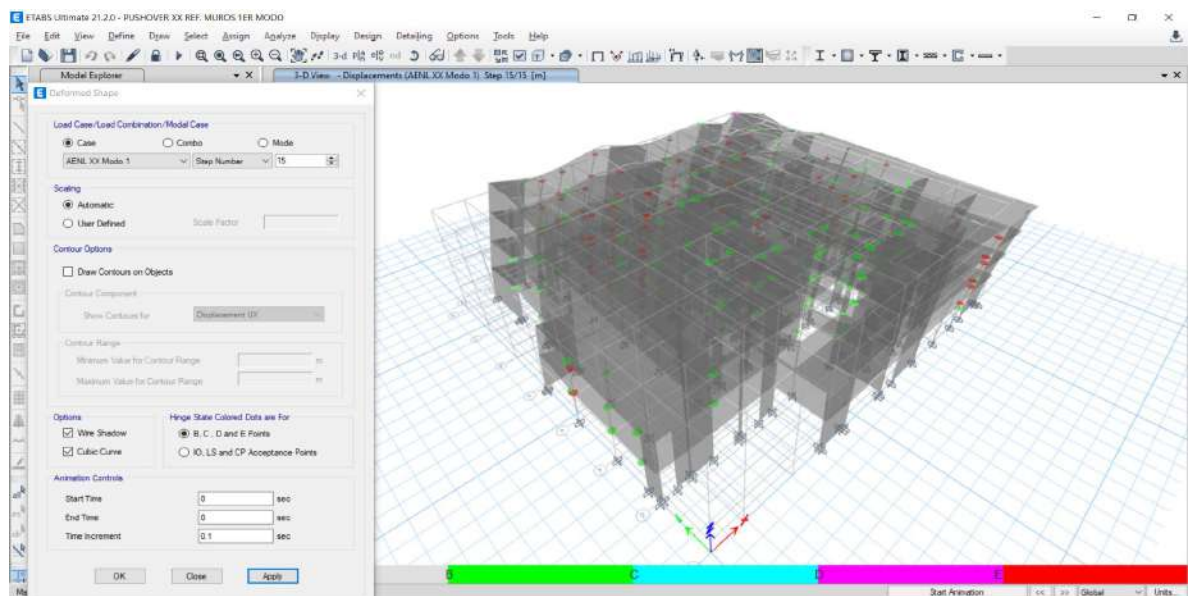 ETABS Ultimate 21.2.0 - PUSHOVER XX REF. MUROS 1ER MODO
File Edit View Define Draw Select Assign Analyze Display Design Detailing Options Tools Help
3-d
Model Explorer
3-D View - Displacements (AENL XX Modo 1) Step 15/15 [m]
Deformed Shape
Load Case/Load Combination/Modal Case
Case Combo Mode
AENL XX Modo 1 Step Number 15
Scaling
Automatic
User Defined Scale Factor
Contour Options
Draw Contours on Objects
Contour Component
Show Contours for Displacement UX
Contour Range
Minimum Value for Contour Range m
Maximum Value for Contour Range m
Options
Wire Shadow
Cubic Curve
Hinge State Colored Dots are For
B, C, D and E Points
IO, LS and CP Acceptance Points
Animation Controls
Start Time 0 sec
End Time 0 sec
Time Increment 0.1 sec
OK Close Apply
B C D E
Start Animation << >> Global Units...